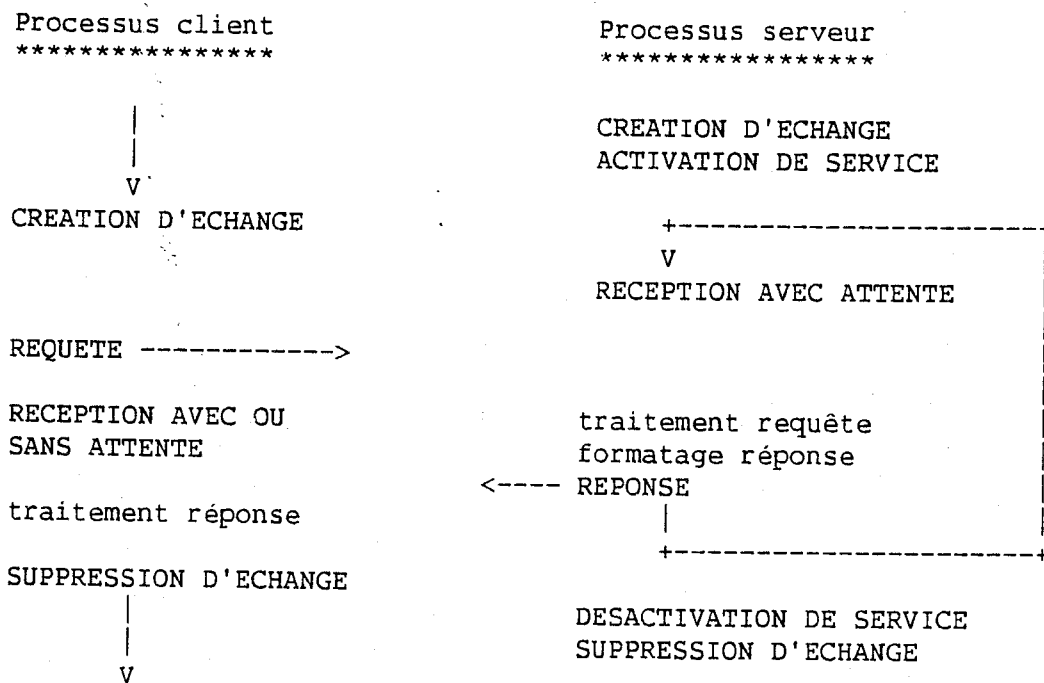 Processus client
****************
CREATION D'ECHANGE
REQUETE ------------>
RECEPTION AVEC OU
SANS ATTENTE
traitement réponse
SUPPRESSION D'ECHANGE
Processus serveur
*****************
CREATION D'ECHANGE
ACTIVATION DE SERVICE
RECEPTION AVEC ATTENTE
traitement requête
formatage réponse
<---- REPONSE
DESACTIVATION DE SERVICE
SUPPRESSION D'ECHANGE